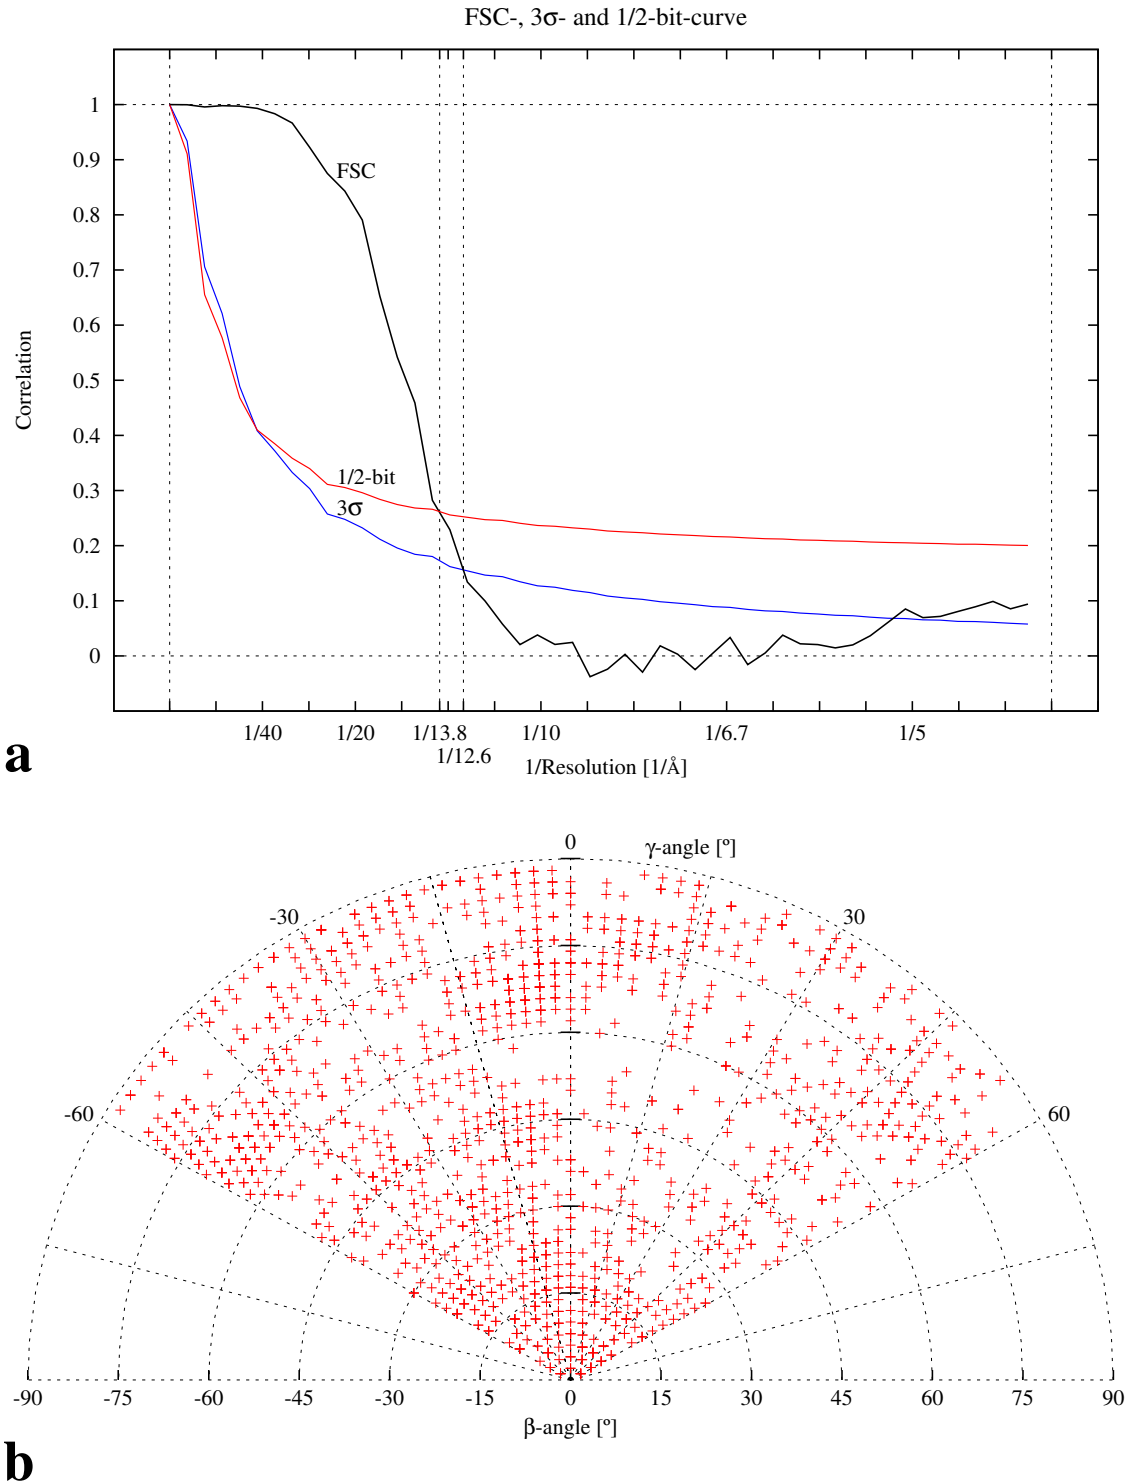 FSC-, 3σ- and 1/2-bit-curve
1
0.9
FSC
0.8
0.7
0.6
0.5
Correlation
0.4
1/2-bit
0.3
3σ
0.2
0.1
0
1/40 1/20 1/13.8 1/10 1/6.7 1/5
1/12.6
1/Resolution [1/Å]
a
0
γ-angle [º]
-30 30
-60 60
-90 -75 -60 -45 -30 -15 0 15 30 45 60 75 90
β-angle [º]
b